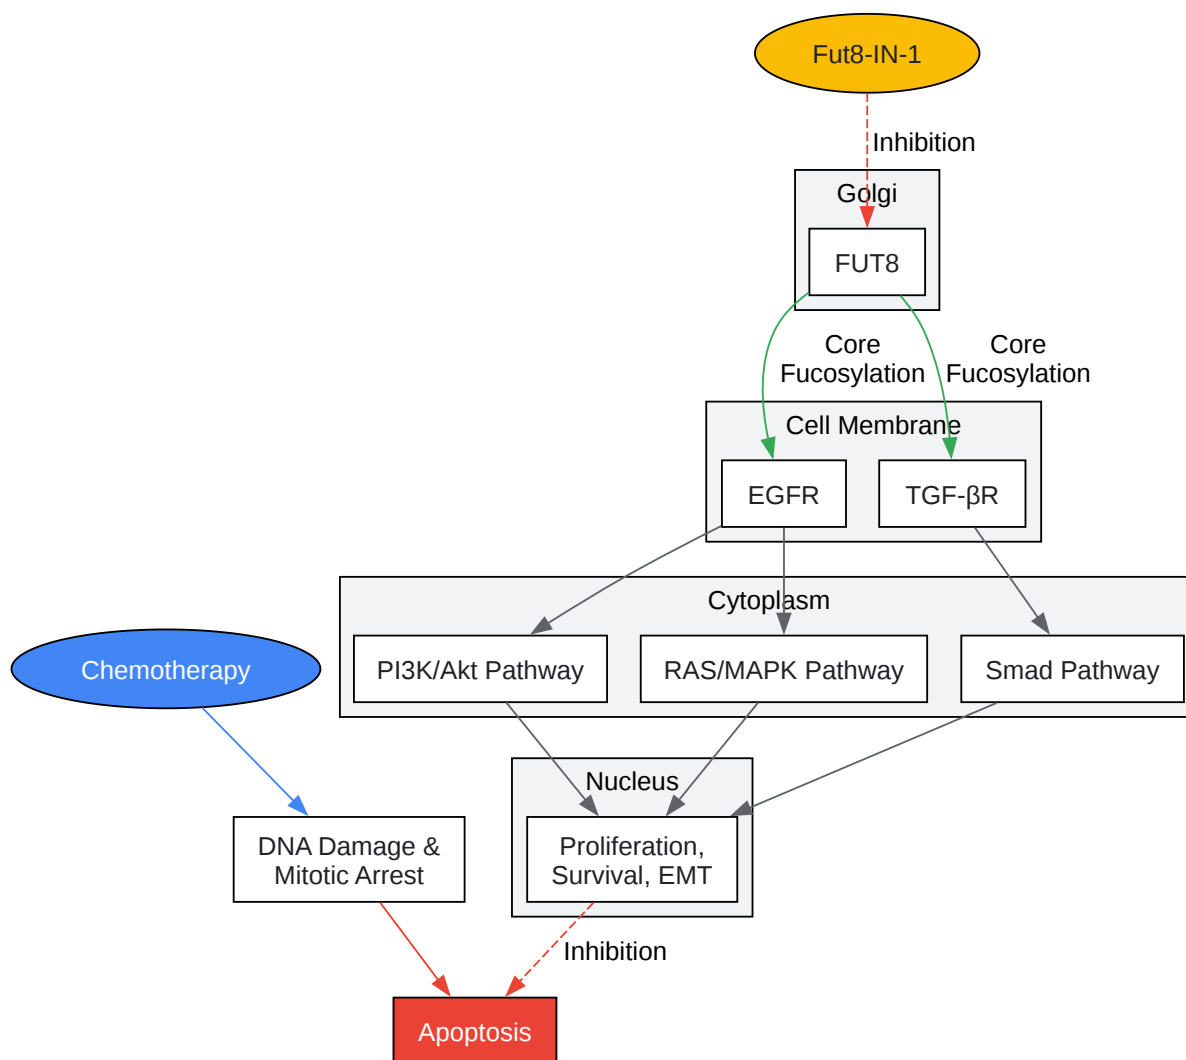 Fut8-IN-1
Inhibition
Golgi
FUT8
Core
Fucosylation
Core
Fucosylation
Cell Membrane
EGFR
TGF-βR
Cytoplasm
PI3K/Akt Pathway
RAS/MAPK Pathway
Smad Pathway
Chemotherapy
Nucleus
DNA Damage &
Mitotic Arrest
Proliferation,
Survival, EMT
Inhibition
Apoptosis